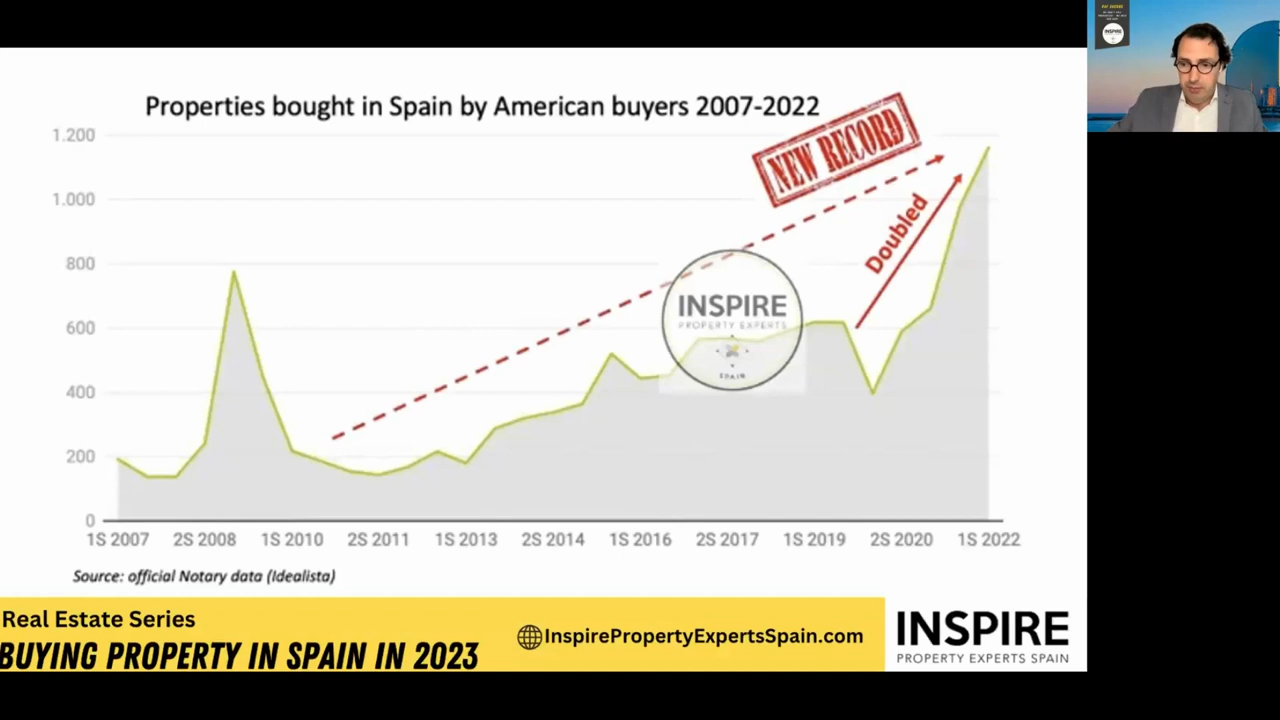 Properties bought in Spain by American buyers 2007-2022
NEW RECORD
Doubled
1.200
1.000
800
600
400
200
0
INSPIRE
PROPERTY EXPERTS
SPAIN
1S 2007 2S 2008 1S 2010 2S 2011 1S 2013 2S 2014 1S 2016 2S 2017 1S 2019 2S 2020 1S 2022
Source: official Notary data (Idealista)
Real Estate Series
BUYING PROPERTY IN SPAIN IN 2023
InspirePropertyExpertsSpain.com
INSPIRE
PROPERTY EXPERTS SPAIN
INSPIRE